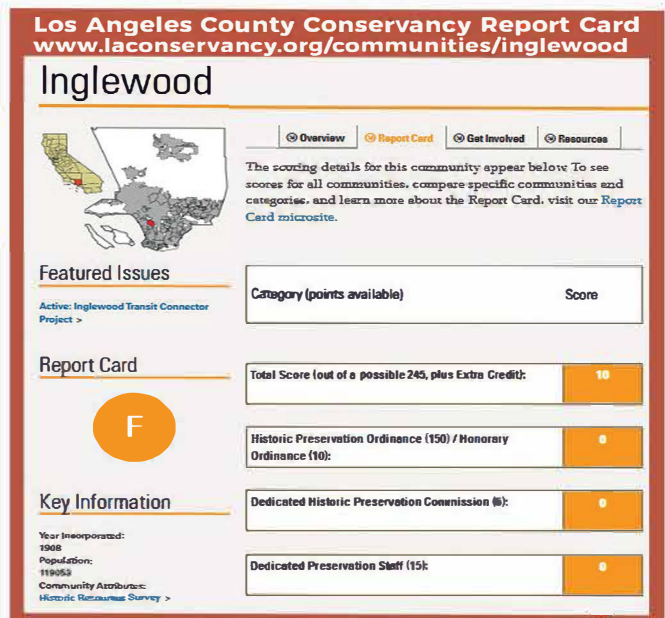 Los Angeles County Conservancy Report Card
www.laconservancy.org/communities/inglewood
Inglewood
Overview
Report Card
Get Involved
Resources
The scoring details for this community appear below. To see
scores for all communities, compare specific communities and
categories, and learn more about the Report Card, visit our Report
Card microsite.
Featured Issues
Active: Inglewood Transit Connector
Project >
Category (points available)
Score
Report Card
F
Total Score (out of a possible 245, plus Extra Credit):
10
Historic Preservation Ordinance (150) / Honorary
Ordinance (10):
0
Key Information
Year Incorporated:
1908
Population:
119053
Community Attributes:
Historic Resources Survey >
Dedicated Historic Preservation Commission (5):
0
Dedicated Preservation Staff (15):
0